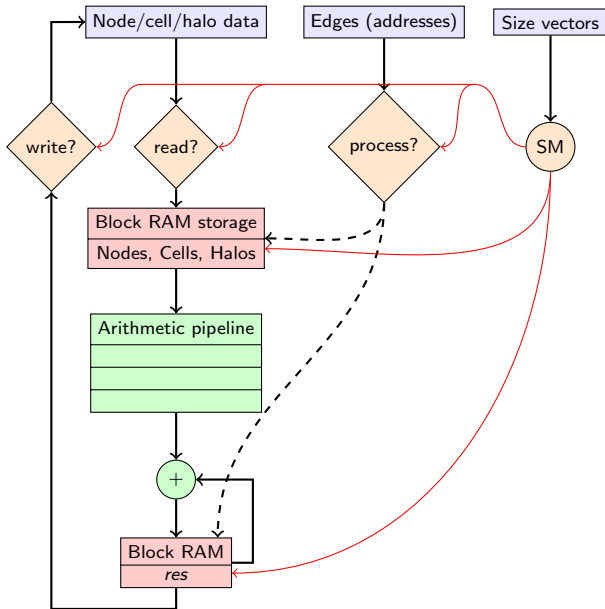 Node/cell/halo data
Edges (addresses)
Size vectors
write?
read?
process?
SM
Block RAM storage
Nodes, Cells, Halos
Arithmetic pipeline
+
Block RAM
res